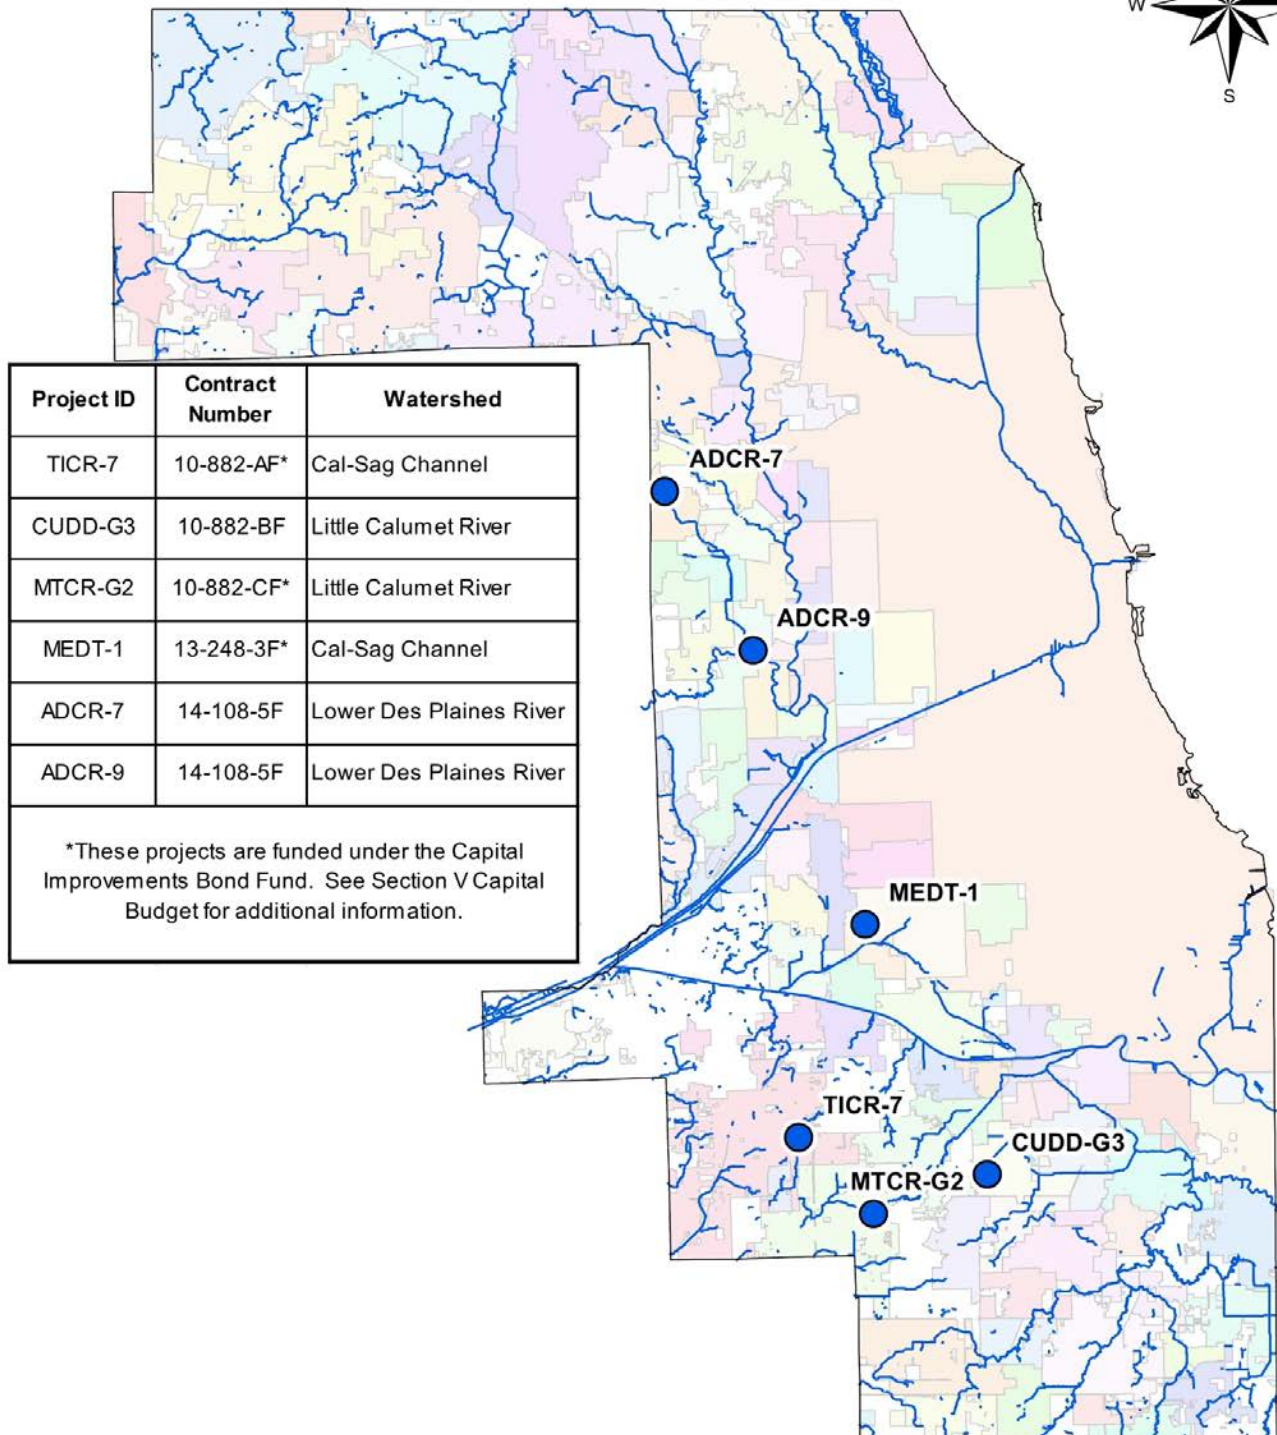 W
S
Project ID Contract Number Watershed
TICR-7 10-882-AF* Cal-Sag Channel
CUDD-G3 10-882-BF Little Calumet River
MTCR-G2 10-882-CF* Little Calumet River
MEDT-1 13-248-3F* Cal-Sag Channel
ADCR-7 14-108-5F Lower Des Plaines River
ADCR-9 14-108-5F Lower Des Plaines River
*These projects are funded under the Capital
Improvements Bond Fund. See Section V Capital
Budget for additional information.
ADCR-7
ADCR-9
MEDT-1
TICR-7
CUDD-G3
MTCR-G2